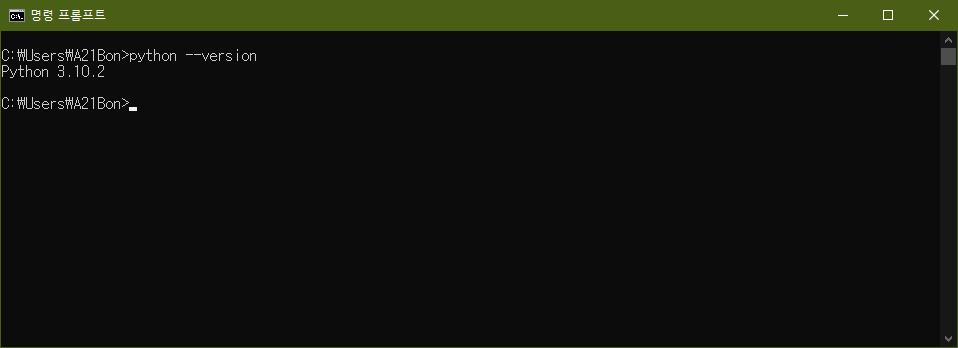 명령 프롬프트
C:₩Users₩A21Bon>python --version
Python 3.10.2
C:₩Users₩A21Bon>